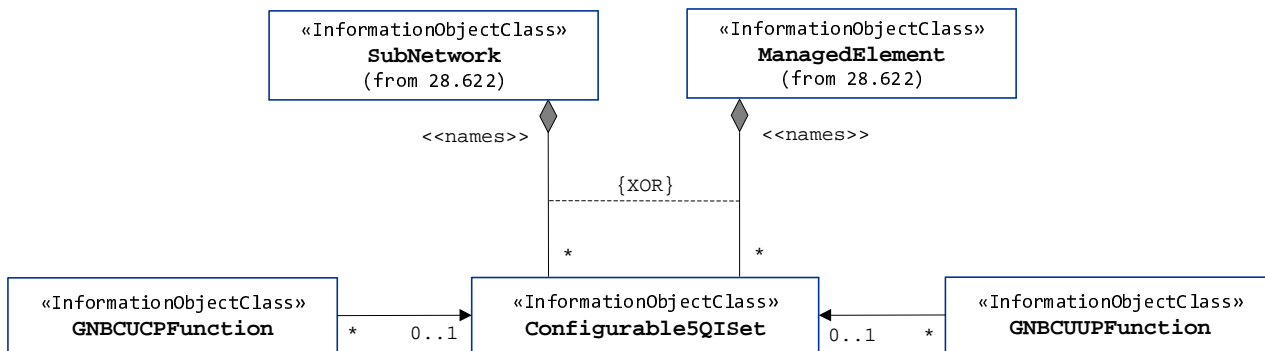 «InformationObjectClass»
SubNetwork
(from 28.622)
«InformationObjectClass»
ManagedElement
(from 28.622)
<<names>>
<<names>>
{XOR}
*
*
«InformationObjectClass»
GNBCUCPFunction
*
0..1
«InformationObjectClass»
Configurable5QISet
0..1
*
«InformationObjectClass»
GNBCUUPFunction